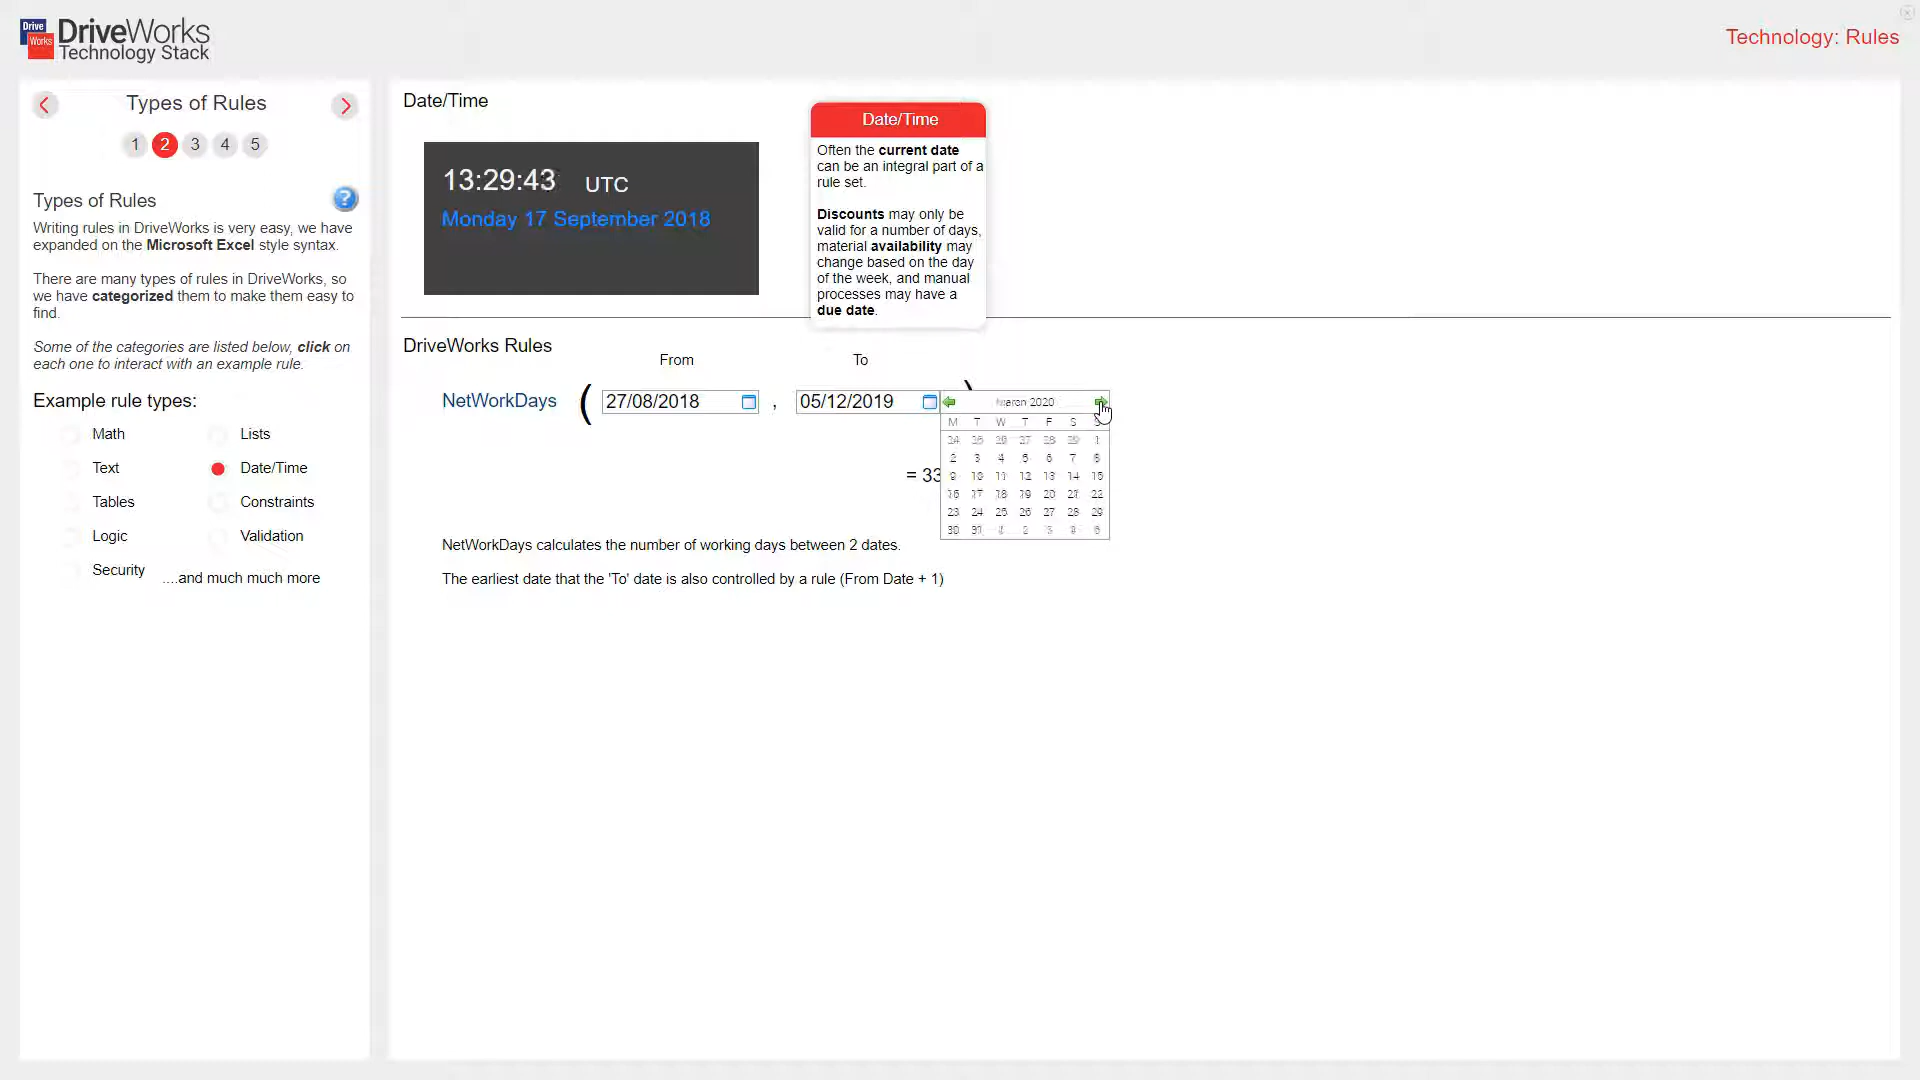 Drive
Works
DriveWorks
Technology Stack
Technology: Rules
Types of Rules
1 2 3 4 5
Types of Rules
Writing rules in DriveWorks is very easy, we have
expanded on the Microsoft Excel style syntax.
There are many types of rules in DriveWorks, so
we have categorized them to make them easy to
find.
Some of the categories are listed below, click on
each one to interact with an example rule.
Example rule types:
Math
Lists
Text
Date/Time
Tables
Constraints
Logic
Validation
Security
....and much much more
Date/Time
13:29:43 UTC
Monday 17 September 2018
Date/Time
Often the current date
can be an integral part of a
rule set.
Discounts may only be
valid for a number of days,
material availability may
change based on the day
of the week, and manual
processes may have a
due date.
DriveWorks Rules
From
To
NetWorkDays ( 27/08/2018 , 05/12/2019 )
March 2020
M T W T F S S
24 25 26 27 28 29 1
2 3 4 5 6 7 8
9 10 11 12 13 14 15
16 17 18 19 20 21 22
23 24 25 26 27 28 29
30 31 1 2 3 4 5
= 33
NetWorkDays calculates the number of working days between 2 dates.
The earliest date that the 'To' date is also controlled by a rule (From Date + 1)